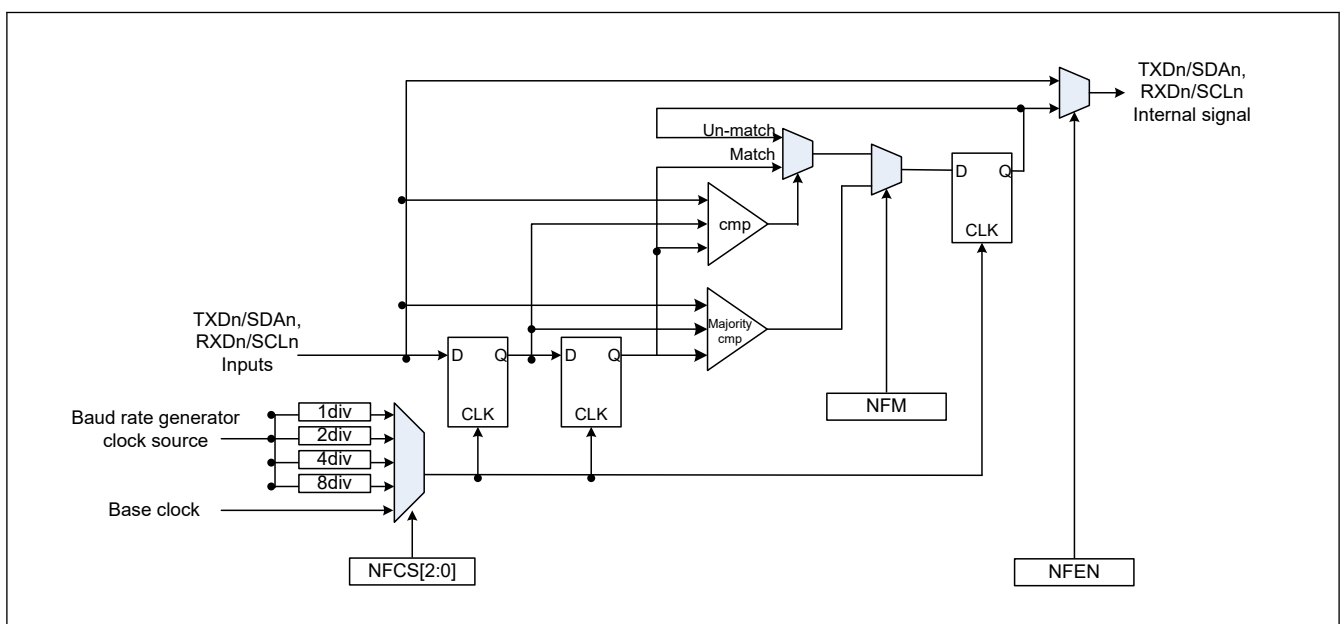 TXDn/SDAn,
RXDn/SCLn
Internal signal
Un-match
Match
cmp
D
Q
CLK
TXDn/SDAn,
RXDn/SCLn
Inputs
Majority
cmp
D
Q
CLK
D
Q
CLK
NFM
Baud rate generator
clock source
1div
2div
4div
8div
Base clock
NFCS[2:0]
NFEN